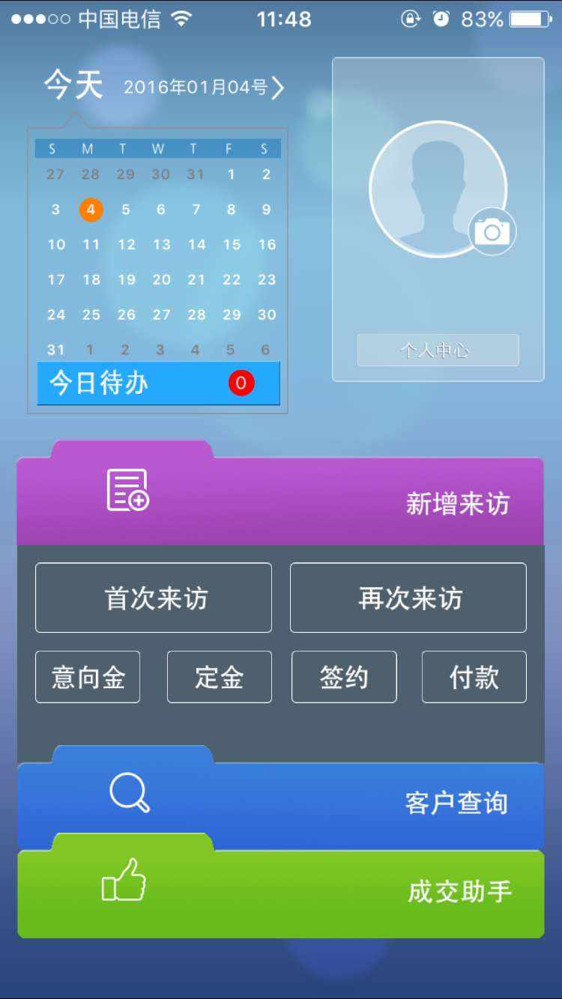 中国电信 11:48 83%
今天 2016年01月04号
S M T W T F S
27 28 29 30 31 1 2
3 4 5 6 7 8 9
10 11 12 13 14 15 16
17 18 19 20 21 22 23
24 25 26 27 28 29 30
31 1 2 3 4 5 6
今日待办 0
个人中心
新增来访
首次来访 再次来访
意向金 定金 签约 付款
客户查询
成交助手